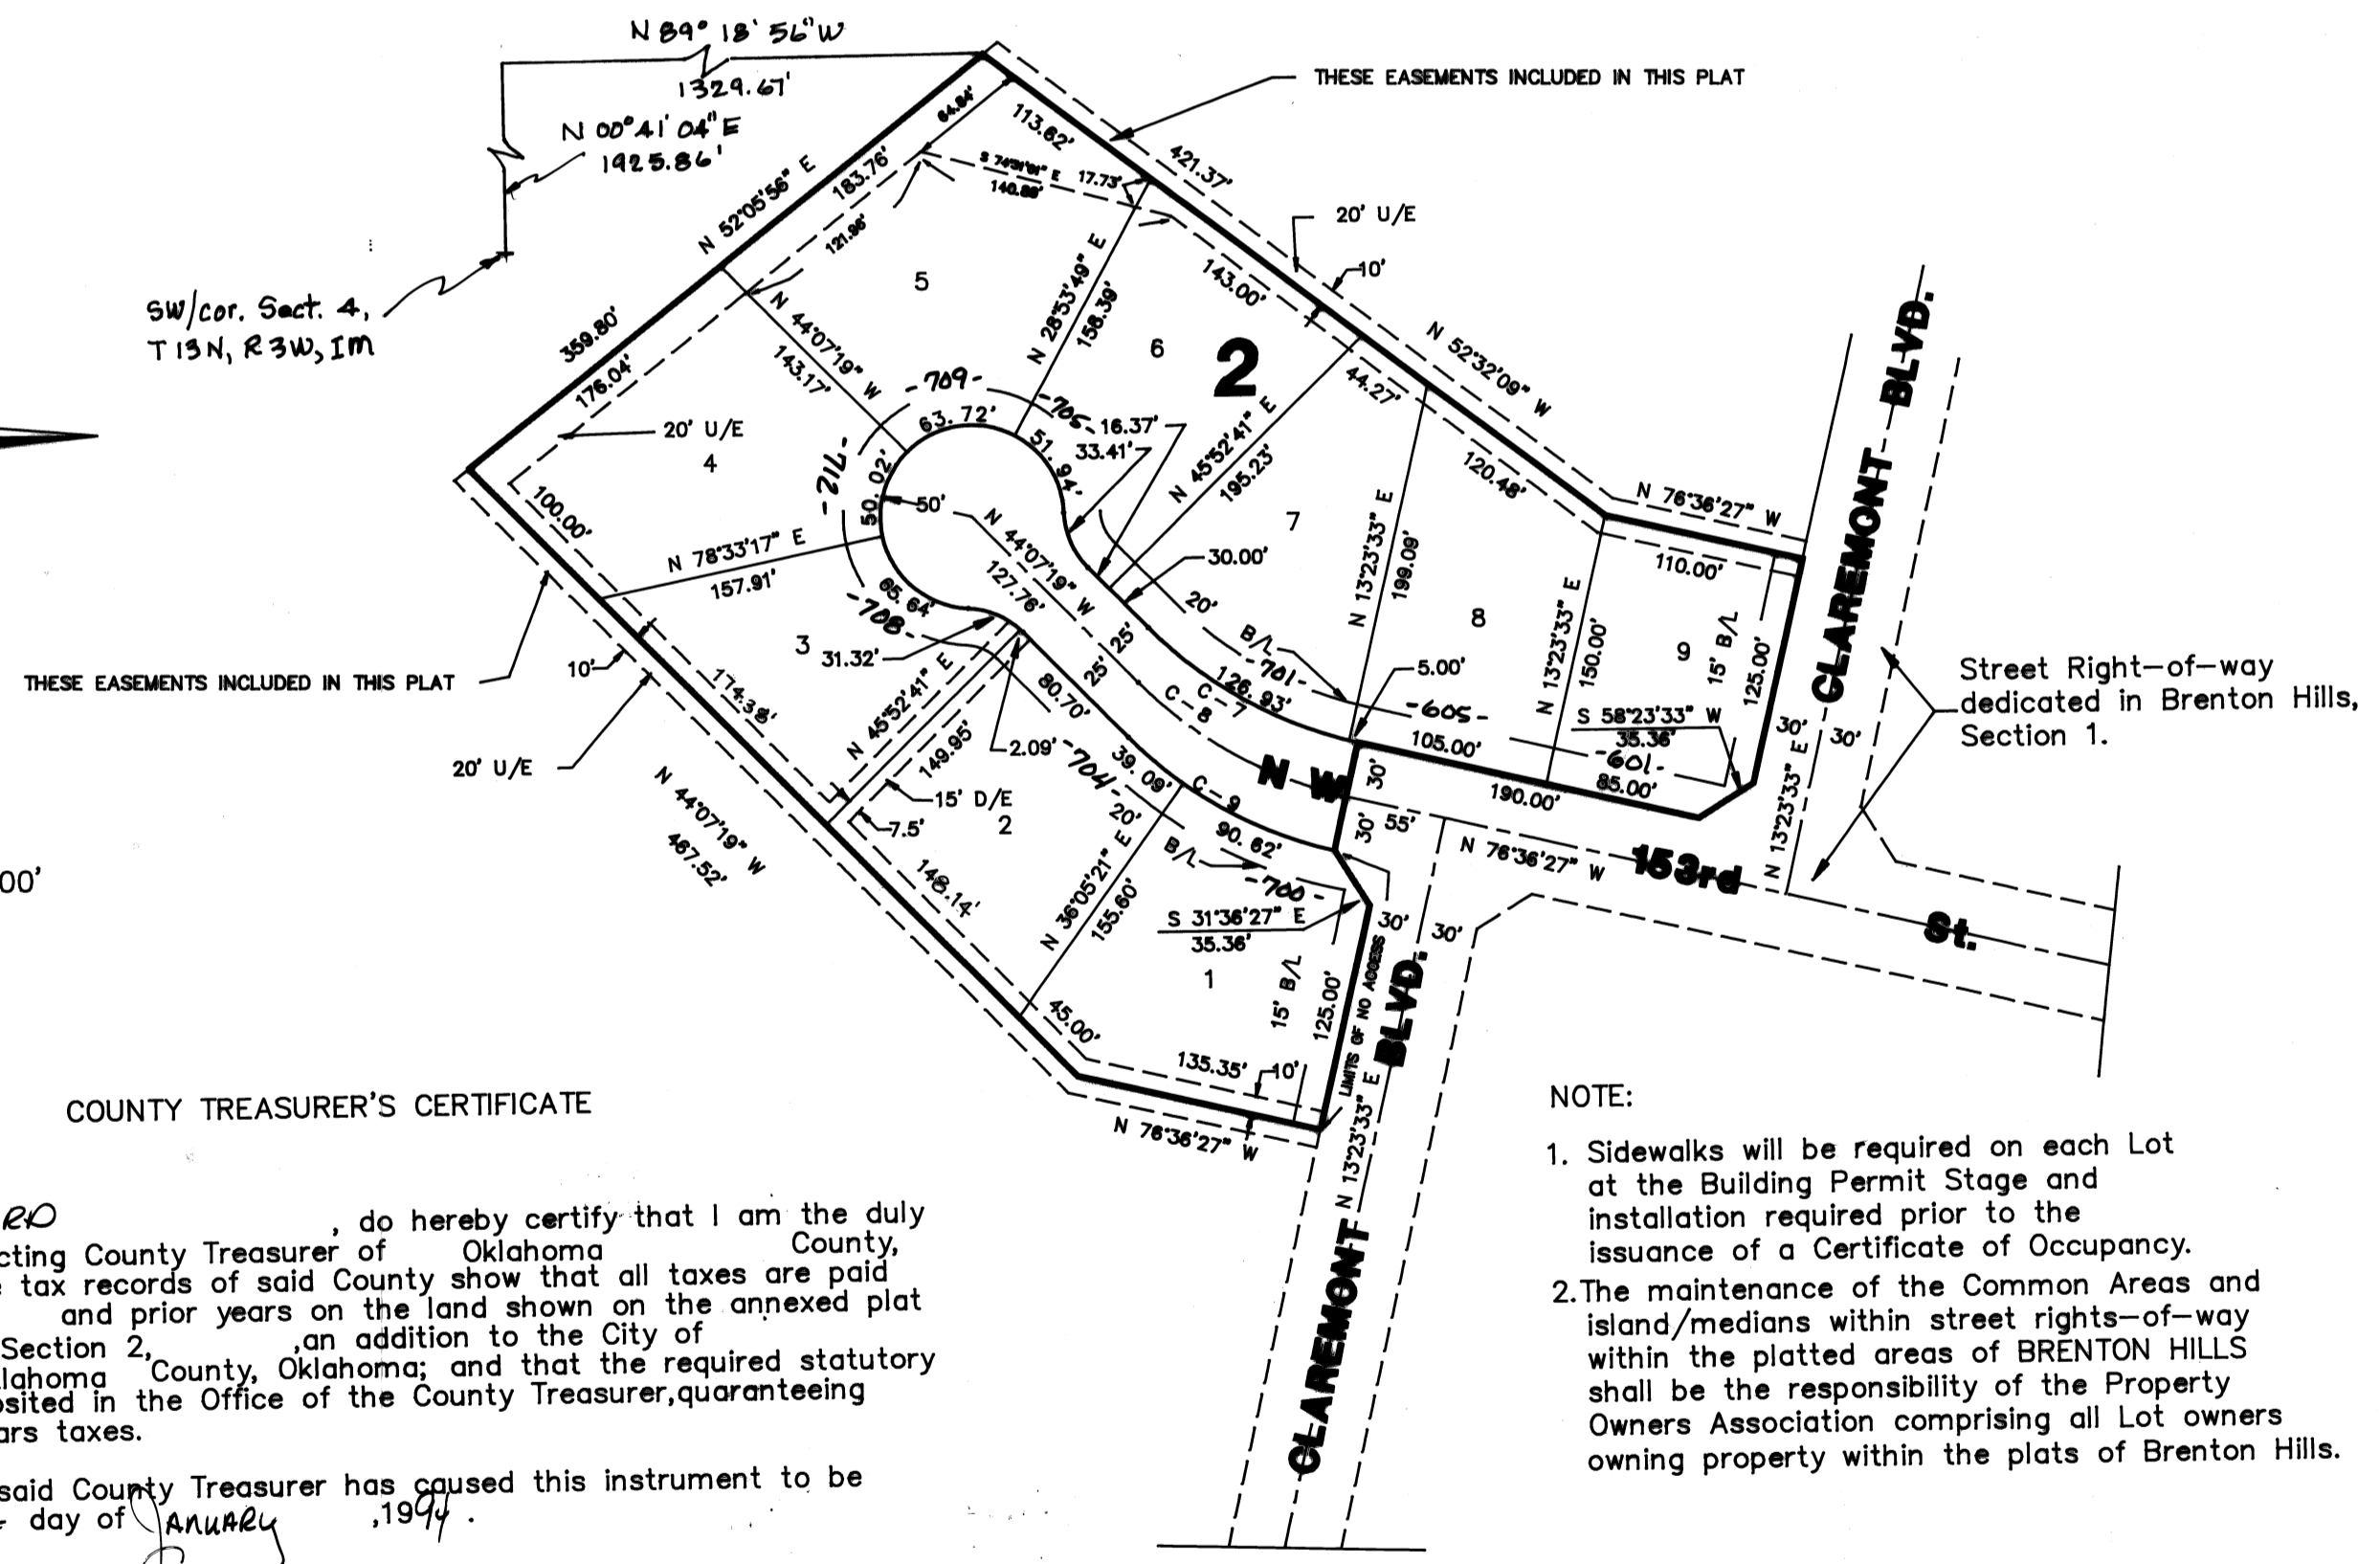 N 89° 18' 56" W
1329.67'
N 00°41' 04" E
1925.86'
SW/cor. Sect. 4,
T13N, R3W, IM
THESE EASEMENTS INCLUDED IN THIS PLAT
64.84'
113.62'
421.37'
S 74°31'01" E
17.73'
N 52°05'56" E
183.76'
121.96'
20' U/E
10'
143.00'
5
N 28°53'49" E
158.39'
6
2
N 52°32'09" W
359.80'
176.04'
N 44°07'19" W
143.17'
-709-
-705-
16.37'
33.41'
44.27'
63.72'
51.94'
N 45°52'41" E
195.23'
20' U/E
4
-712-
50.02'
50'
100.00'
120.48'
N 76°36'27" W
110.00'
N 44°07'19" W
127.76'
30.00'
7
N 13°23'33" E
199.09'
N 78°33'17" E
157.91'
65.64'
-708-
20'
B/L
-701-
8
N 13°23'33" E
150.00'
9
15' B/L
125.00'
CLAREMONT BLVD.
3
31.32'
25'
25'
C-7
126.93'
C-8
5.00'
-605-
105.00'
S 58°23'33" W
35.36'
-601-
85.00'
190.00'
30'
30'
N 13°23'33" E
Street Right-of-way
dedicated in Brenton Hills,
Section 1.
THESE EASEMENTS INCLUDED IN THIS PLAT
10'
20' U/E
174.38'
N 45°52'41" E
149.95'
2.09'
80.70'
-704-
39.09'
20'
C-9
90.62'
B/L
-700-
15' D/E
7.5'
2
N 44°07'19" W
467.52'
148.14'
N 36°05'21" E
155.60'
N W
30'
30'
55'
N 76°36'27" W
153rd
St.
S 31°36'27" E
35.36'
30'
30'
1
15' B/L
125.00'
LIMITS OF NO ACCESS
45.00'
135.35'
10'
N 76°36'27" W
N 13°23'33" E
CLAREMONT BLVD.
00'
COUNTY TREASURER'S CERTIFICATE
RD , do hereby certify that I am the duly
cting County Treasurer of Oklahoma County,
tax records of said County show that all taxes are paid
and prior years on the land shown on the annexed plat
Section 2, ,an addition to the City of
lahoma County, Oklahoma; and that the required statutory
sited in the Office of the County Treasurer,quaranteeing
ars taxes.
said County Treasurer has caused this instrument to be
day of JANUARY ,1994.
NOTE:
1. Sidewalks will be required on each Lot
at the Building Permit Stage and
installation required prior to the
issuance of a Certificate of Occupancy.
2.The maintenance of the Common Areas and
island/medians within street rights-of-way
within the platted areas of BRENTON HILLS
shall be the responsibility of the Property
Owners Association comprising all Lot owners
owning property within the plats of Brenton Hills.